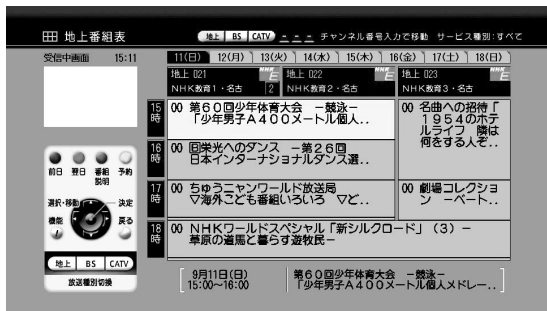 地上番組表
地上 BS CATV _ _ _ チャンネル番号入力で移動 サービス種別:すべて
受信中画面 15:11
11(日) 12(月) 13(火) 14(水) 15(木) 16(金) 17(土) 18(日)
地上 021 NHK E 地上 022 NHK E 地上 023 NHK E
NHK教育1・名古 2 NHK教育2・名古 NHK教育3・名古
15時 00 第60回少年体育大会 -競泳-
「少年男子A400メートル個人..
00 名曲への招待「
1954のホテ
ルライフ 隣は
何をする人ぞ..
16時 00 回栄光へのダンス -第26回
日本インターナショナルダンス選..
17時 00 ちゅうニャンワールド放送局
▽海外こども番組いろいろ ▽ど..
00 劇場コレクショ
ン -ベート..
18時 00 NHKワールドスペシャル「新シルクロード」(3)-
草原の遊馬と暮らす遊牧民-
前日 翌日 番組説明 予約
選択・移動 決定
機能 戻る
地上 BS CATV
放送種別切換
9月11日(日)
15:00~16:00
第60回少年体育大会 -競泳-
「少年男子A400メートル個人メドレー..